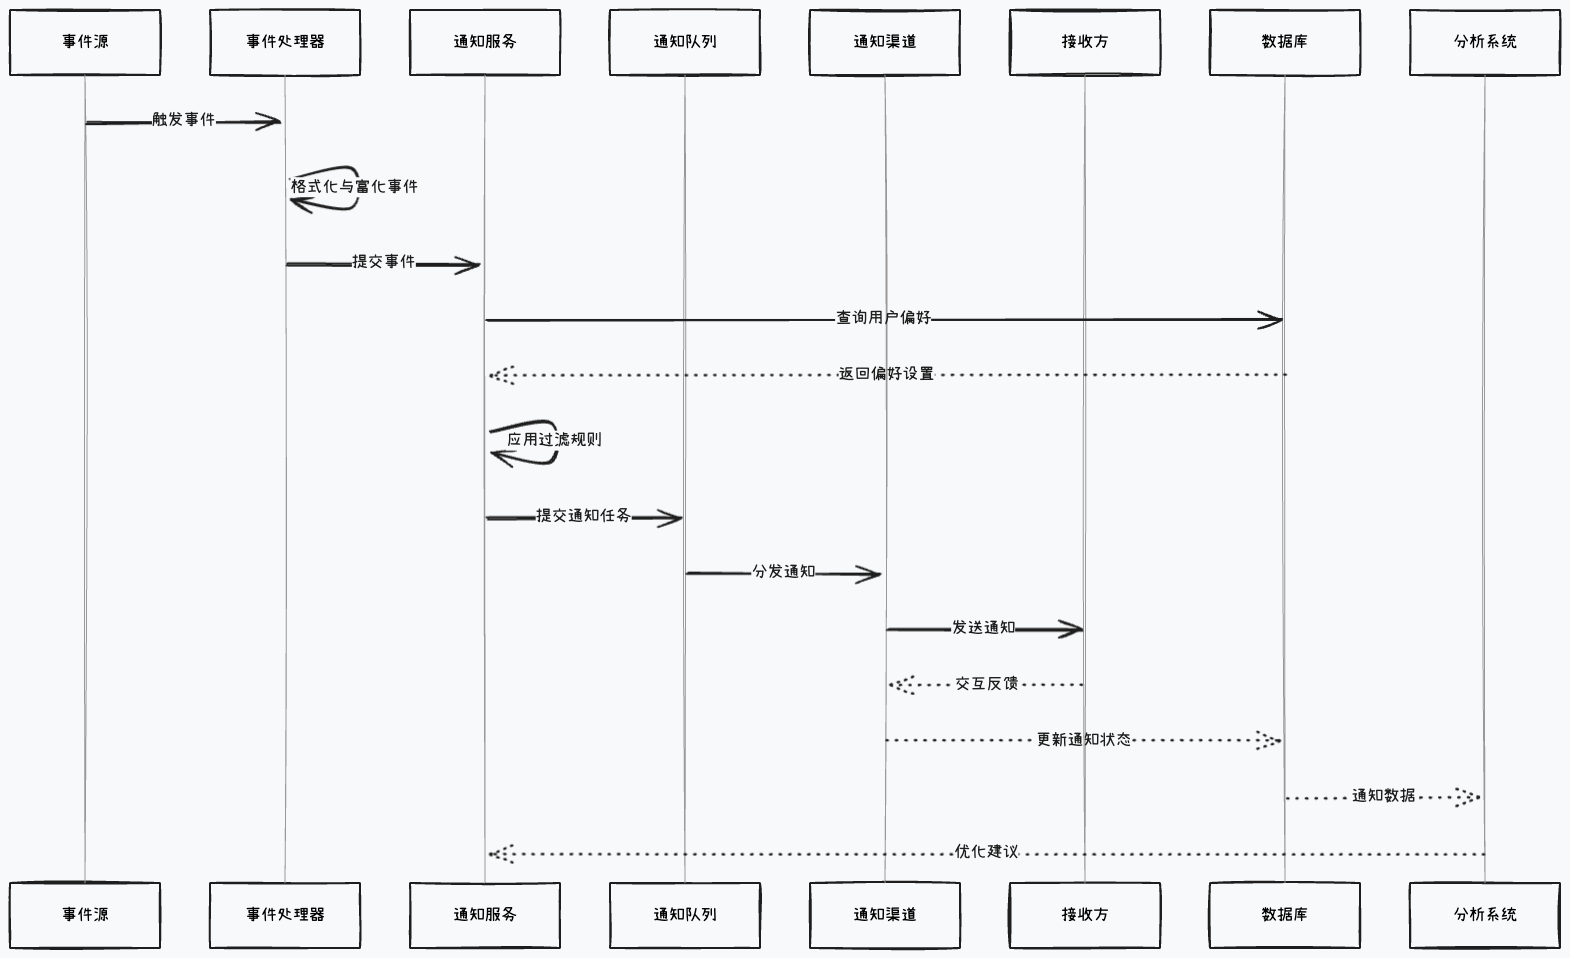 事件源
事件处理器
通知服务
通知队列
通知渠道
接收方
数据库
分析系统
触发事件
格式化与富化事件
提交事件
查询用户偏好
返回偏好设置
应用过滤规则
提交通知任务
分发通知
发送通知
交互反馈
更新通知状态
通知数据
优化建议
事件源
事件处理器
通知服务
通知队列
通知渠道
接收方
数据库
分析系统